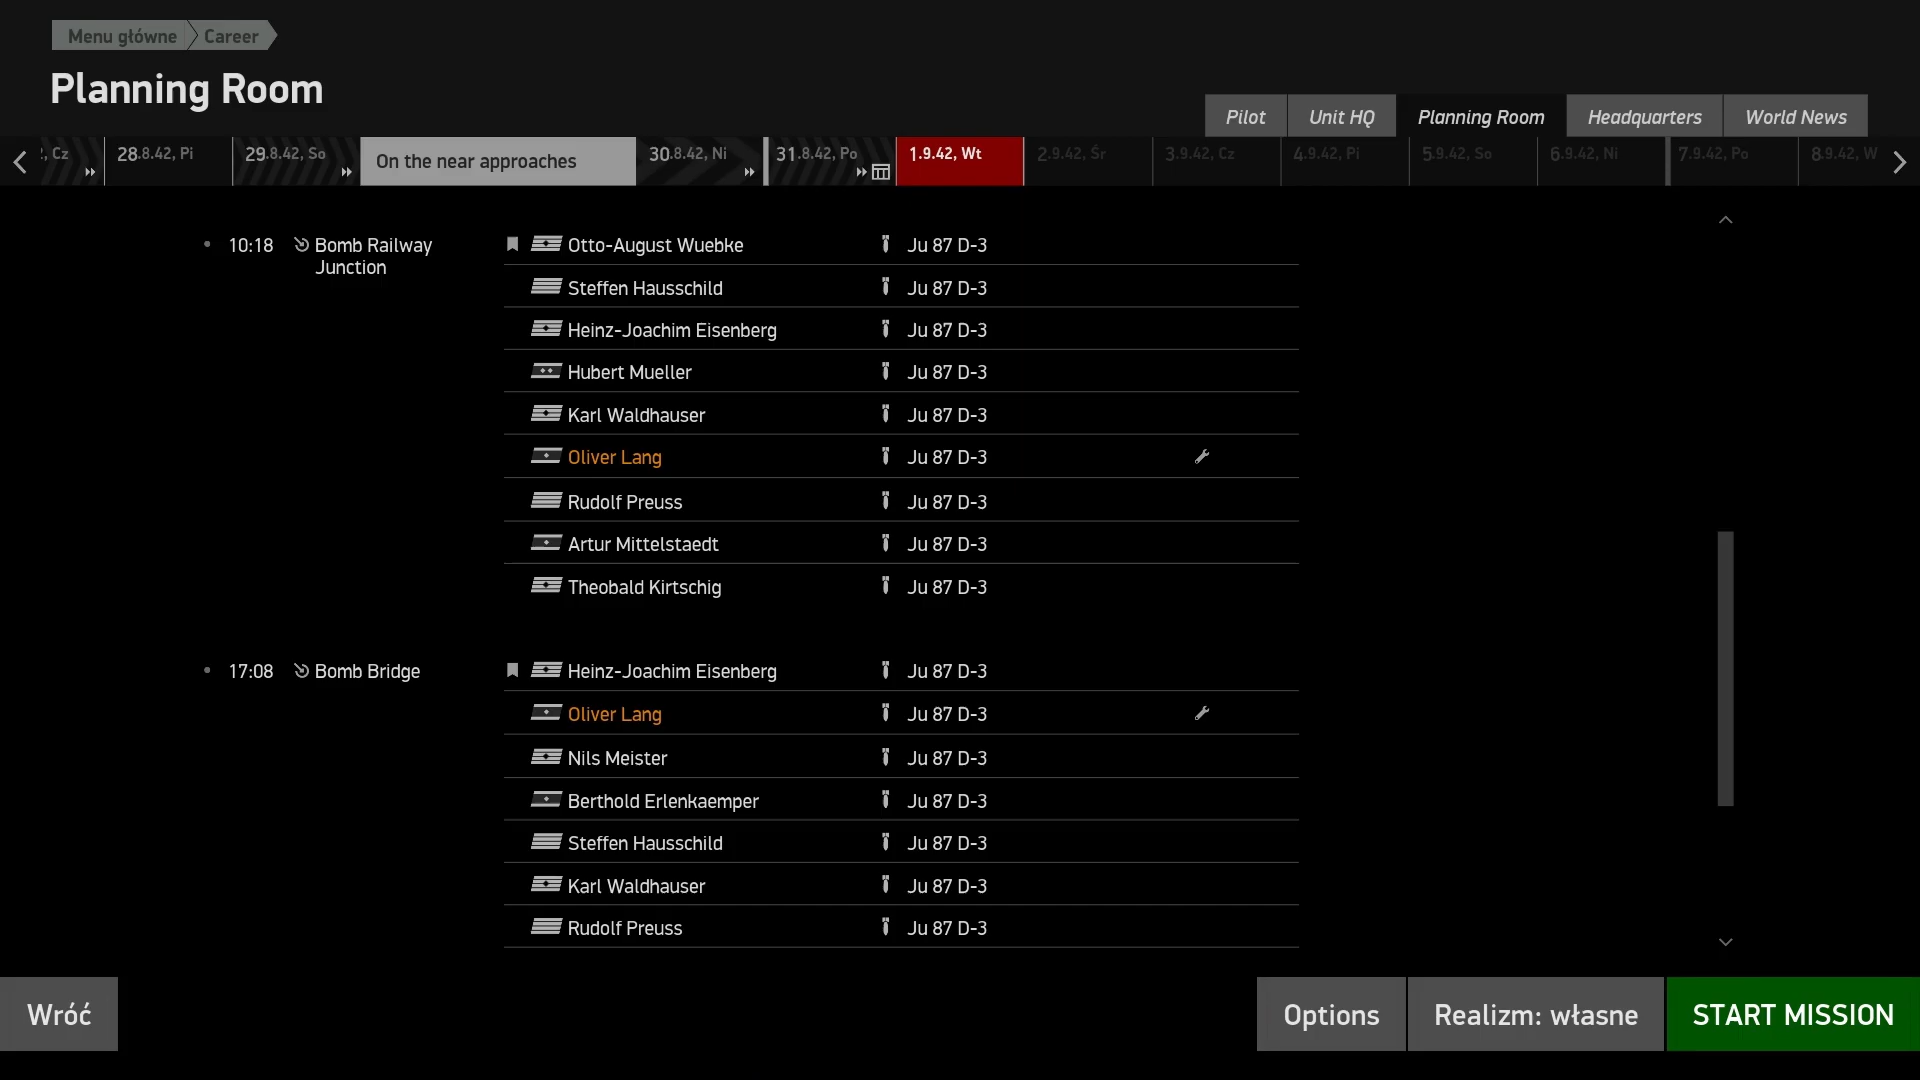 Menu główne Career
Planning Room
Pilot Unit HQ Planning Room Headquarters World News
, Cz 28.8.42, Pi 29.8.42, So On the near approaches 30.8.42, Ni 31.8.42, Po 1.9.42, Wt 2.9.42, Śr 3.9.42, Cz 4.9.42, Pi 5.9.42, So 6.9.42, Ni 7.9.42, Po 8.9.42, W
10:18 Bomb Railway Junction
Otto-August Wuebke Ju 87 D-3
Steffen Hausschild Ju 87 D-3
Heinz-Joachim Eisenberg Ju 87 D-3
Hubert Mueller Ju 87 D-3
Karl Waldhauser Ju 87 D-3
Oliver Lang Ju 87 D-3
Rudolf Preuss Ju 87 D-3
Artur Mittelstaedt Ju 87 D-3
Theobald Kirtschig Ju 87 D-3
17:08 Bomb Bridge Heinz-Joachim Eisenberg Ju 87 D-3
Oliver Lang Ju 87 D-3
Nils Meister Ju 87 D-3
Berthold Erlenkaemper Ju 87 D-3
Steffen Hausschild Ju 87 D-3
Karl Waldhauser Ju 87 D-3
Rudolf Preuss Ju 87 D-3
Wróć Options Realizm: własne START MISSION